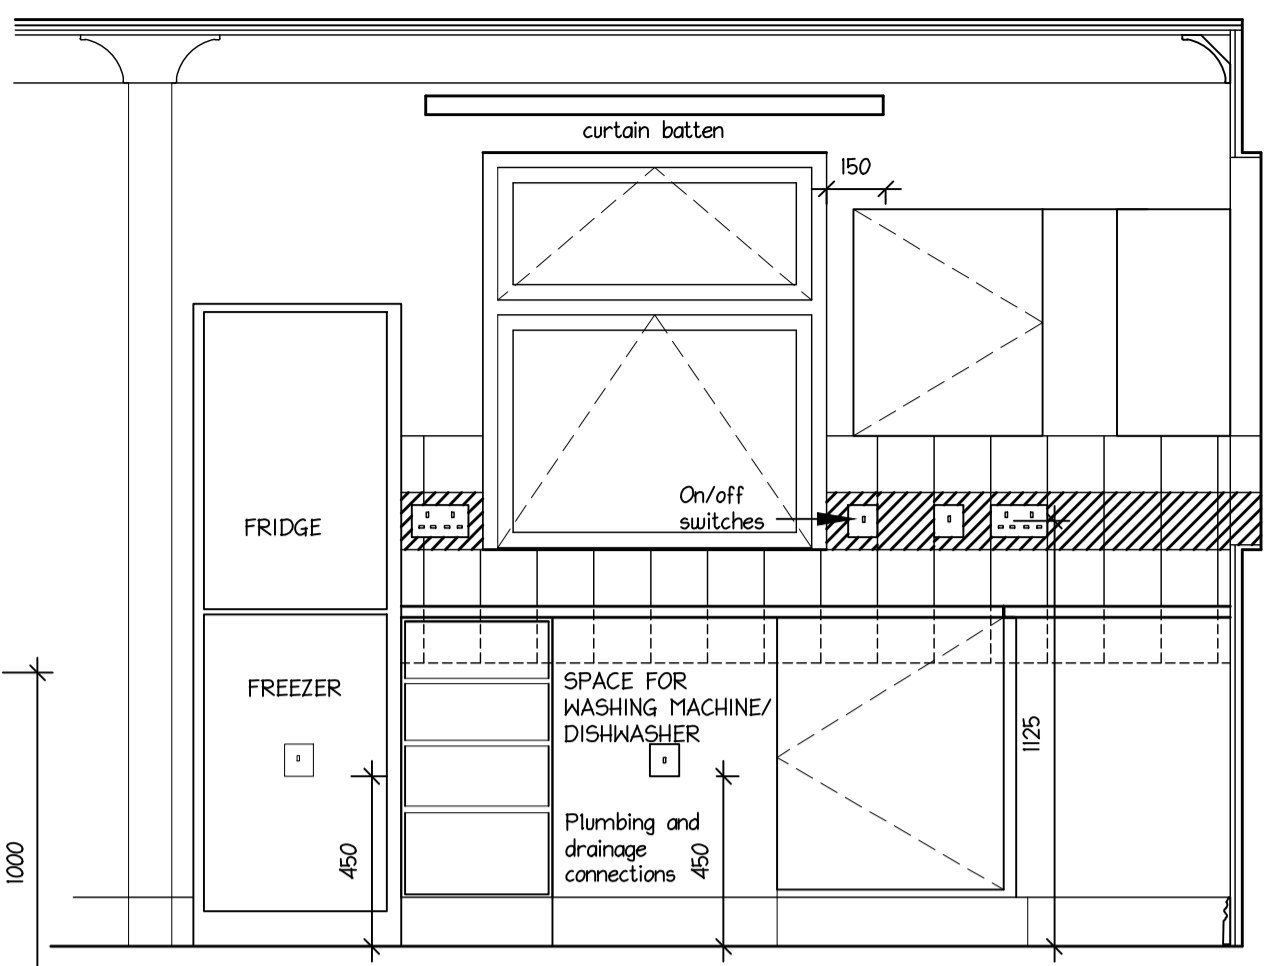 curtain batten
150
On/off
switches
FRIDGE
FREEZER
SPACE FOR
WASHING MACHINE/
DISHWASHER
1125
Plumbing and
drainage
connections
450
450
1000